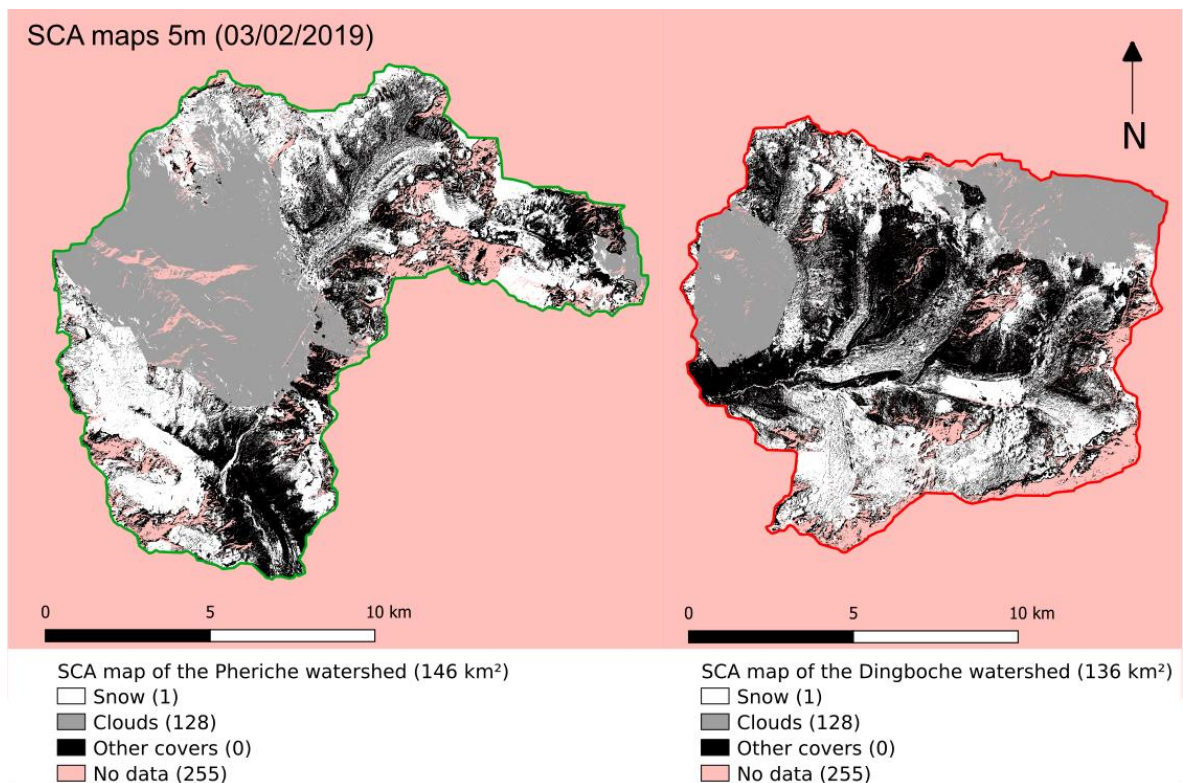 SCA maps 5m (03/02/2019)
N
0 5 10 km
0 5 10 km
SCA map of the Pheriche watershed (146 km²)
Snow (1)
Clouds (128)
Other covers (0)
No data (255)
SCA map of the Dingboche watershed (136 km²)
Snow (1)
Clouds (128)
Other covers (0)
No data (255)